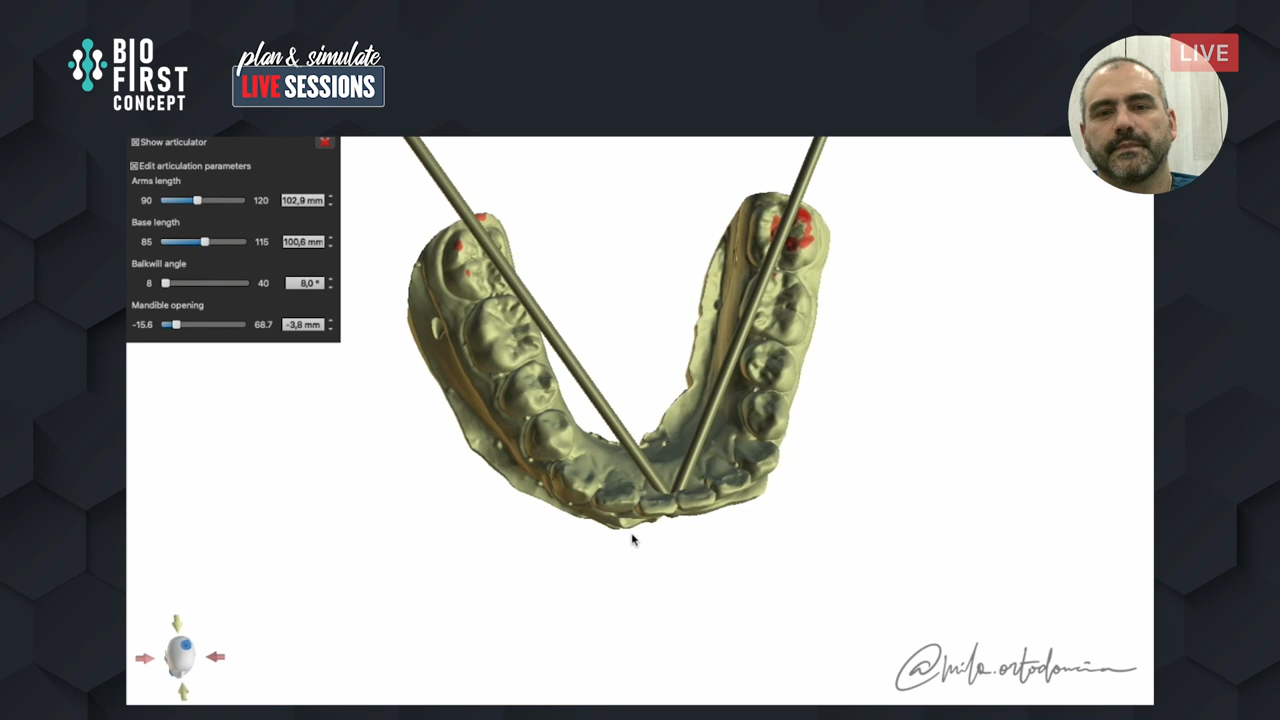 BIO
FIRST
CONCEPT
plan & simulate
LIVE SESSIONS
LIVE
Show articulator
Edit articulation parameters
Arms length
90 120 102,9 mm
Base length
85 115 100,6 mm
Balkwill angle
8 40 8,0 °
Mandible opening
-15.6 68.7 -3,8 mm
@mila.ortodoncia